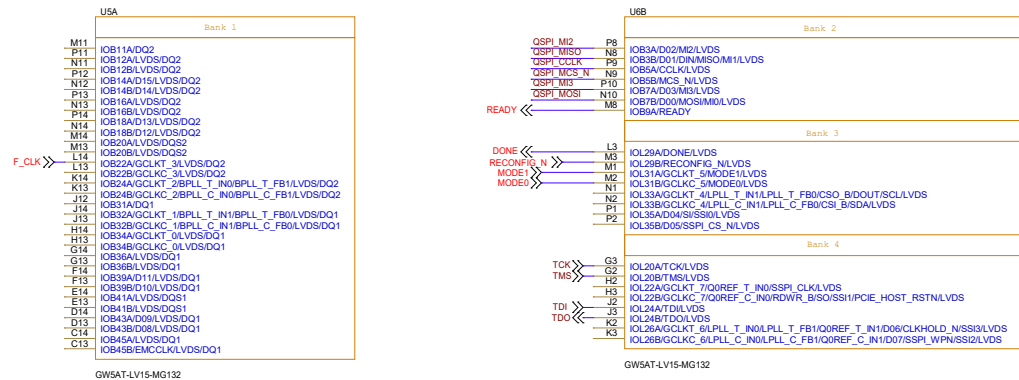 U5A
Bank 1
M11 IOB11A/DQ2
P11 IOB12A/LVDS/DQ2
N11 IOB12B/LVDS/DQ2
P12 IOB14A/D15/LVDS/DQ2
N12 IOB14B/D14/LVDS/DQ2
P13 IOB16A/LVDS/DQ2
N13 IOB16B/LVDS/DQ2
P14 IOB18A/D13/LVDS/DQ2
N14 IOB18B/D12/LVDS/DQ2
M14 IOB20A/LVDS/DQS2
M13 IOB20B/LVDS/DQS2
F_CLK L14 IOB22A/GCLKT_3/LVDS/DQ2
L13 IOB22B/GCLKC_3/LVDS/DQ2
K14 IOB24A/GCLKT_2/BPLL_T_IN0/BPLL_T_FB1/LVDS/DQ2
K13 IOB24B/GCLKC_2/BPLL_C_IN0/BPLL_C_FB1/LVDS/DQ2
J12 IOB31A/DQ1
J14 IOB32A/GCLKT_1/BPLL_T_IN1/BPLL_T_FB0/LVDS/DQ1
J13 IOB32B/GCLKC_1/BPLL_C_IN1/BPLL_C_FB0/LVDS/DQ1
H14 IOB34A/GCLKT_0/LVDS/DQ1
H13 IOB34B/GCLKC_0/LVDS/DQ1
G14 IOB36A/LVDS/DQ1
G13 IOB36B/LVDS/DQ1
F14 IOB39A/D11/LVDS/DQ1
F13 IOB39B/D10/LVDS/DQ1
E14 IOB41A/LVDS/DQS1
E13 IOB41B/LVDS/DQS1
D14 IOB43A/D09/LVDS/DQ1
D13 IOB43B/D08/LVDS/DQ1
C14 IOB45A/LVDS/DQ1
C13 IOB45B/EMCCLK/LVDS/DQ1
GW5AT-LV15-MG132
U6B
Bank 2
QSPI_MI2 P8 IOB3A/D02/MI2/LVDS
QSPI_MISO N8 IOB3B/D01/DIN/MISO/MI1/LVDS
QSPI_CCLK P9 IOB5A/CCLK/LVDS
QSPI_MCS_N N9 IOB5B/MCS_N/LVDS
QSPI_MI3 P10 IOB7A/D03/MI3/LVDS
QSPI_MOSI N10 IOB7B/D00/MOSI/MI0/LVDS
READY M8 IOB9A/READY
Bank 3
DONE L3 IOL29A/DONE/LVDS
RECONFIG_N M3 IOL29B/RECONFIG_N/LVDS
MODE1 M1 IOL31A/GCLKT_5/MODE1/LVDS
MODE0 M2 IOL31B/GCLKC_5/MODE0/LVDS
N1 IOL33A/GCLKT_4/LPLL_T_IN1/LPLL_T_FB0/CSO_B/DOUT/SCL/LVDS
N2 IOL33B/GCLKC_4/LPLL_C_IN1/LPLL_C_FB0/CSI_B/SDA/LVDS
P1 IOL35A/D04/SI/SSI0/LVDS
P2 IOL35B/D05/SSPI_CS_N/LVDS
Bank 4
TCK G3 IOL20A/TCK/LVDS
TMS G2 IOL20B/TMS/LVDS
H2 IOL22A/GCLKT_7/Q0REF_T_IN0/SSPI_CLK/LVDS
H3 IOL22B/GCLKC_7/Q0REF_C_IN0/RDWR_B/SO/SSI1/PCIE_HOST_RSTN/LVDS
TDI J2 IOL24A/TDI/LVDS
TDO J3 IOL24B/TDO/LVDS
K2 IOL26A/GCLKT_6/LPLL_T_IN0/LPLL_T_FB1/Q0REF_T_IN1/D06/CLKHOLD_N/SSI3/LVDS
K3 IOL26B/GCLKC_6/LPLL_C_IN0/LPLL_C_FB1/Q0REF_C_IN1/D07/SSPI_WPN/SSI2/LVDS
GW5AT-LV15-MG132